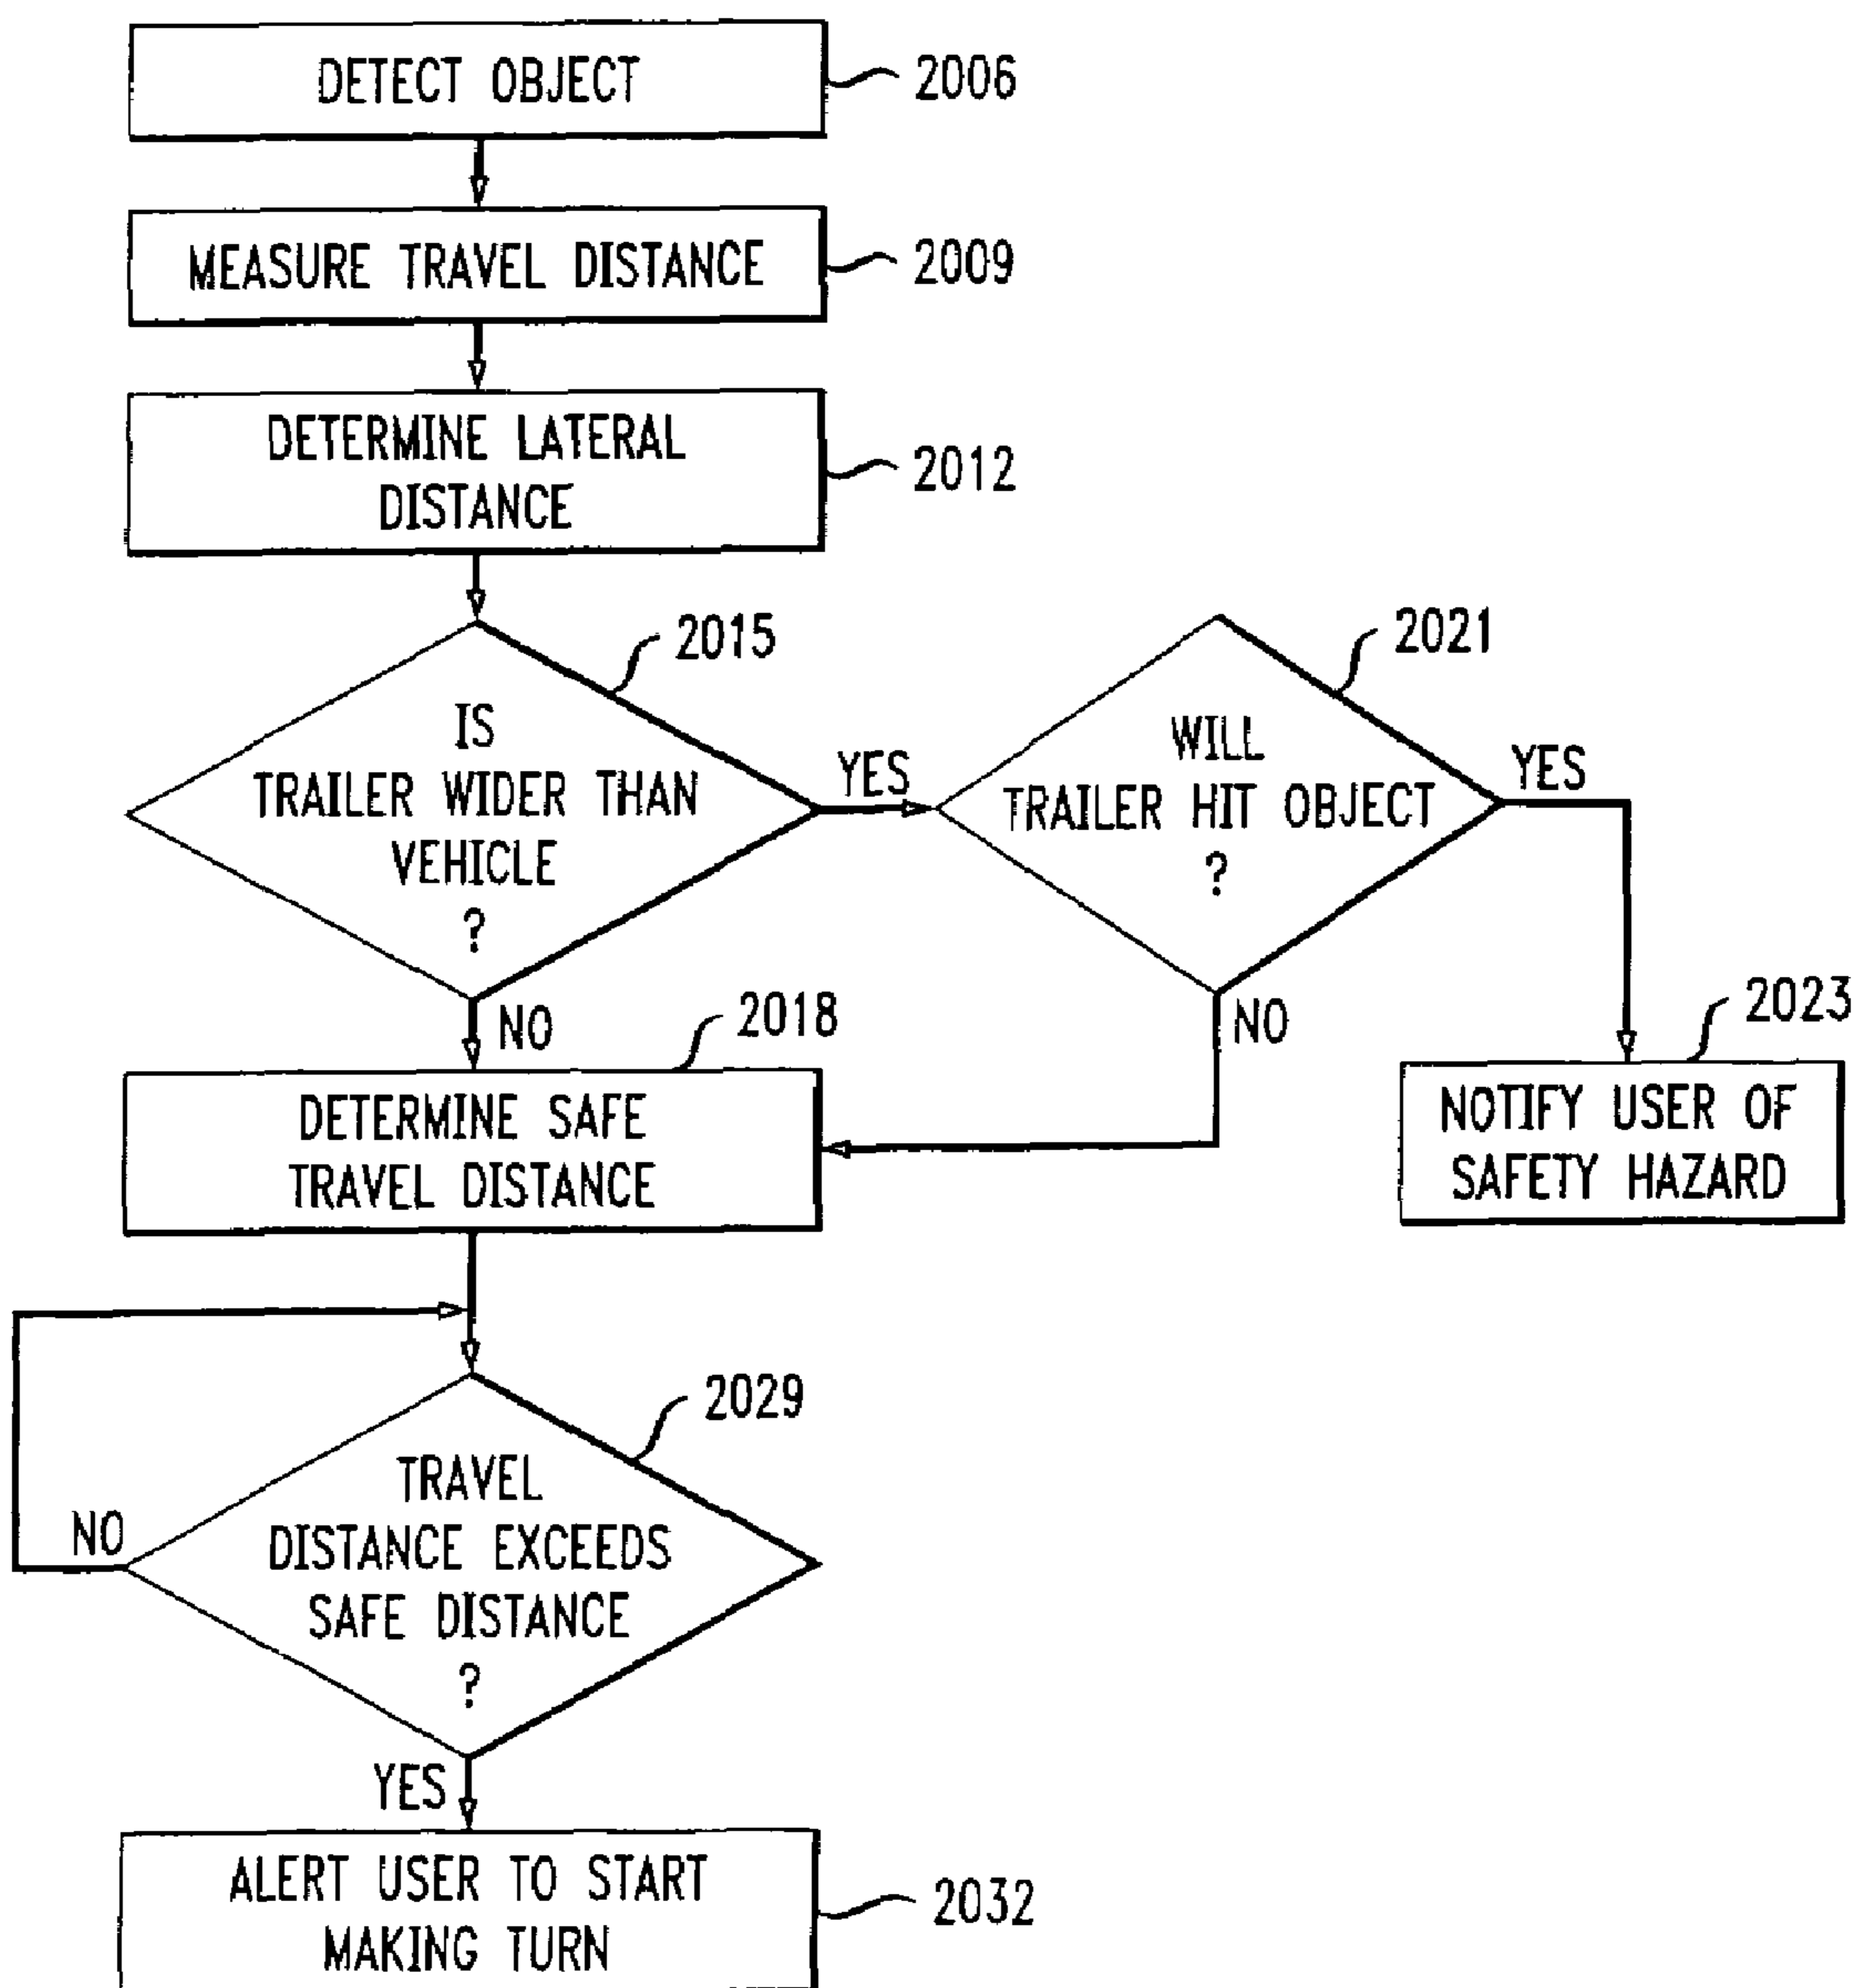 DETECT OBJECT
2006
MEASURE TRAVEL DISTANCE
2009
DETERMINE LATERAL
DISTANCE
2012
2015
IS
TRAILER WIDER THAN
VEHICLE
?
YES
NO
2021
WILL
TRAILER HIT OBJECT
?
YES
NO
2018
DETERMINE SAFE
TRAVEL DISTANCE
2023
NOTIFY USER OF
SAFETY HAZARD
2029
TRAVEL
DISTANCE EXCEEDS
SAFE DISTANCE
?
NO
YES
ALERT USER TO START
MAKING TURN
2032